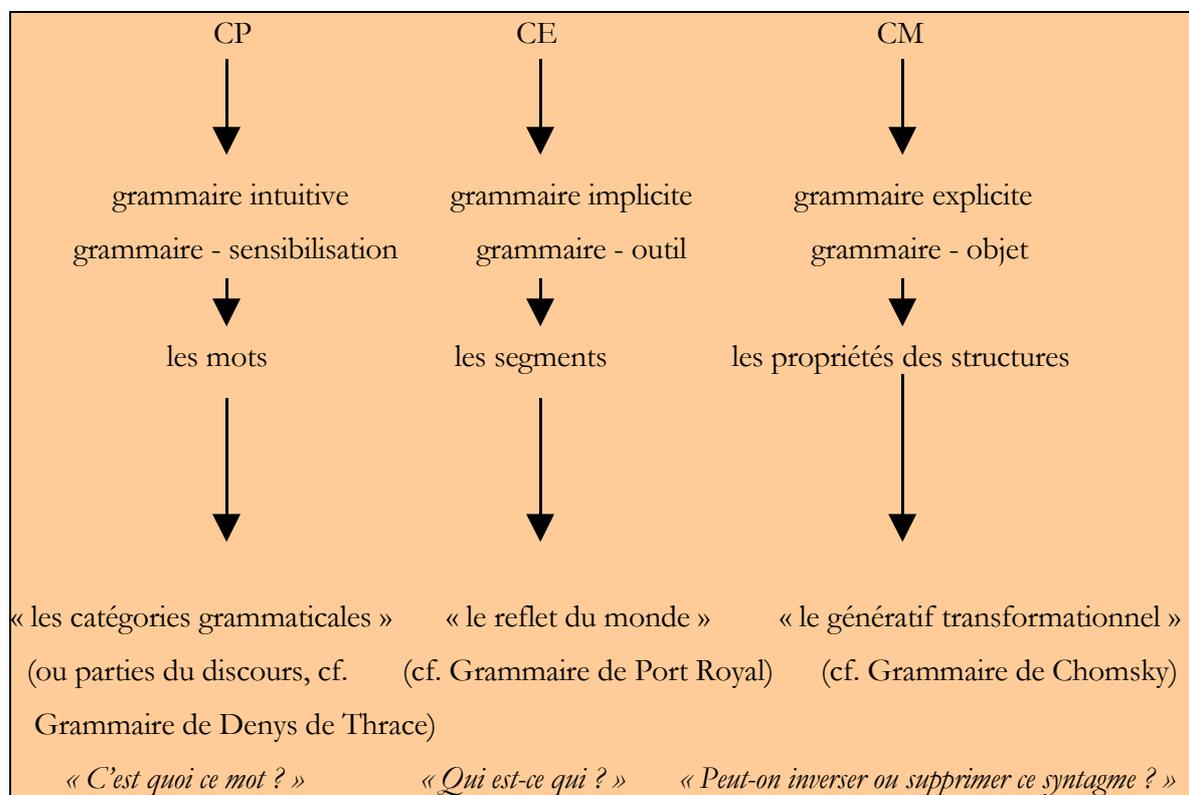 CP CE CM
grammaire intuitive grammaire implicite grammaire explicite
grammaire - sensibilisation grammaire - outil grammaire - objet
les mots les segments les propriétés des structures
« les catégories grammaticales » « le reflet du monde » « le génératif transformationnel »
(ou parties du discours, cf. (cf. Grammaire de Port Royal) (cf. Grammaire de Chomsky)
Grammaire de Denys de Thrace)
« C’est quoi ce mot ? » « Qui est-ce qui ? » « Peut-on inverser ou supprimer ce syntagme ? »